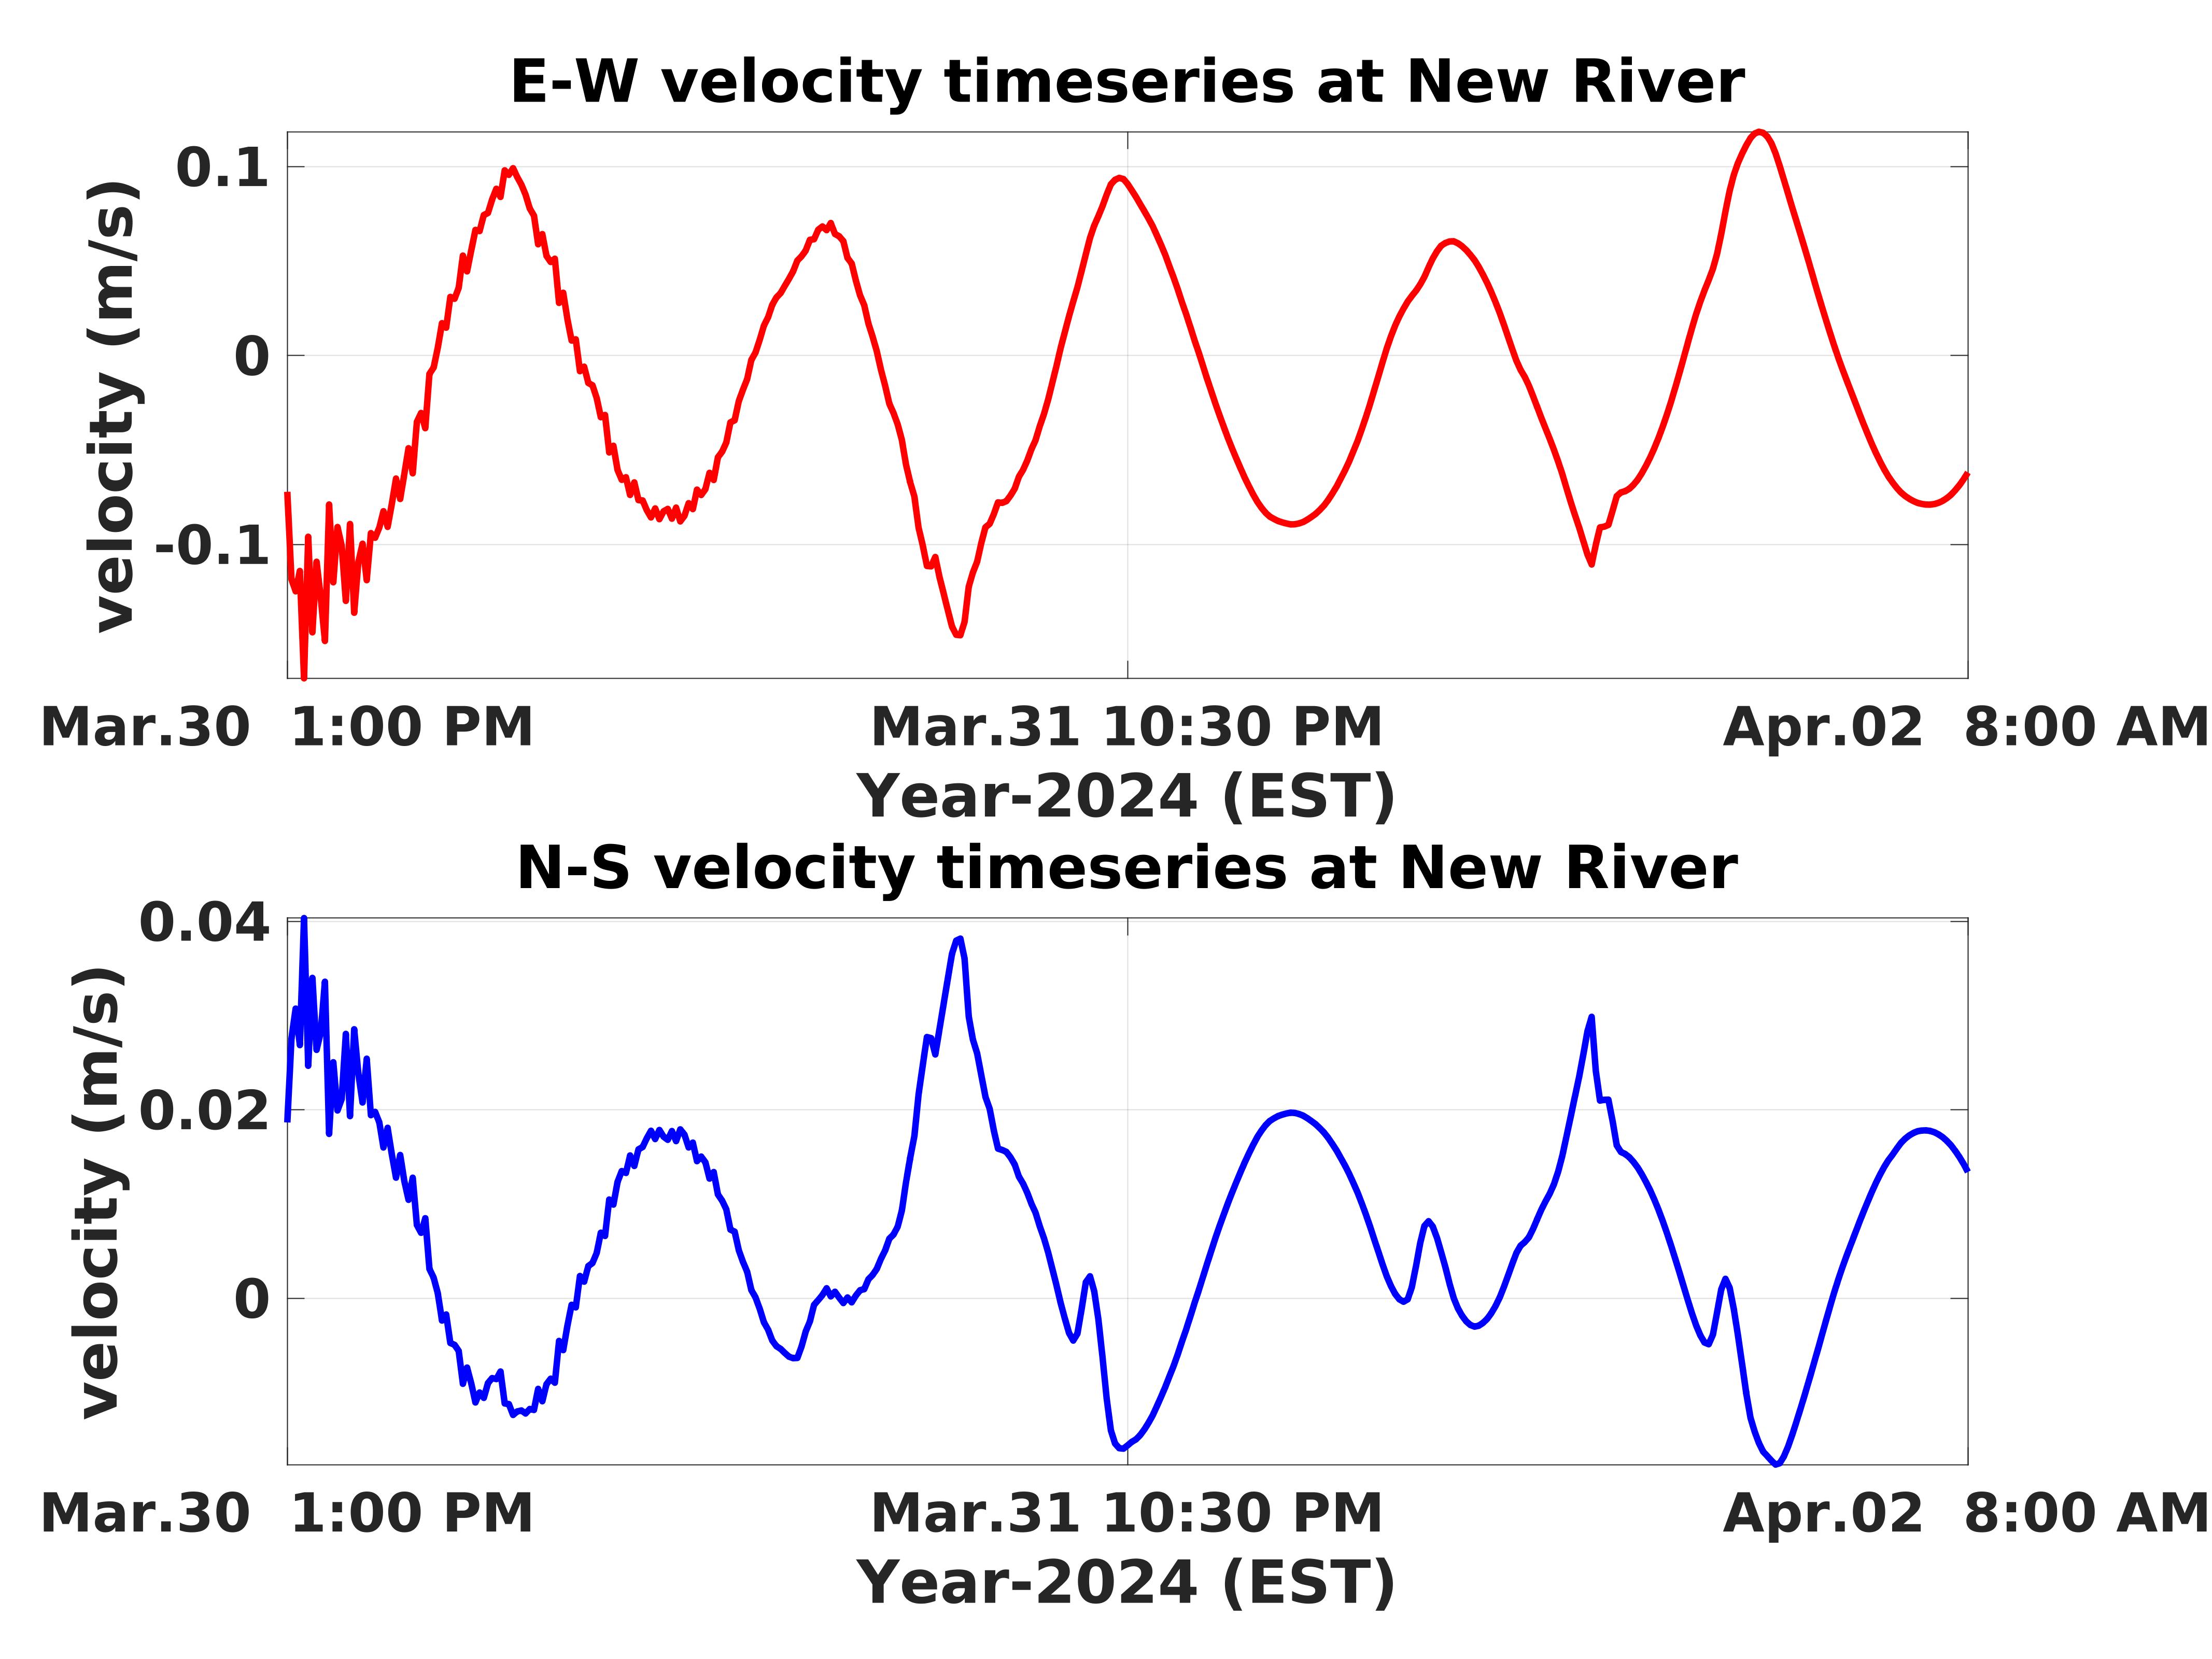 E-W velocity timeseries at New River
velocity (m/s)
0.1
0
-0.1
Mar.30  1:00 PM Mar.31 10:30 PM Apr.02  8:00 AM
Year-2024 (EST)
N-S velocity timeseries at New River
velocity (m/s)
0.04
0.02
0
Mar.30  1:00 PM Mar.31 10:30 PM Apr.02  8:00 AM
Year-2024 (EST)